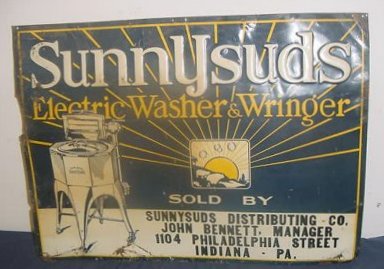 Sunnysuds
Electric Washer & Wringer
SOLD BY
SUNNYSUDS DISTRIBUTING CO.
JOHN BENNETT, MANAGER
1104 PHILADELPHIA STREET
INDIANA - PA.